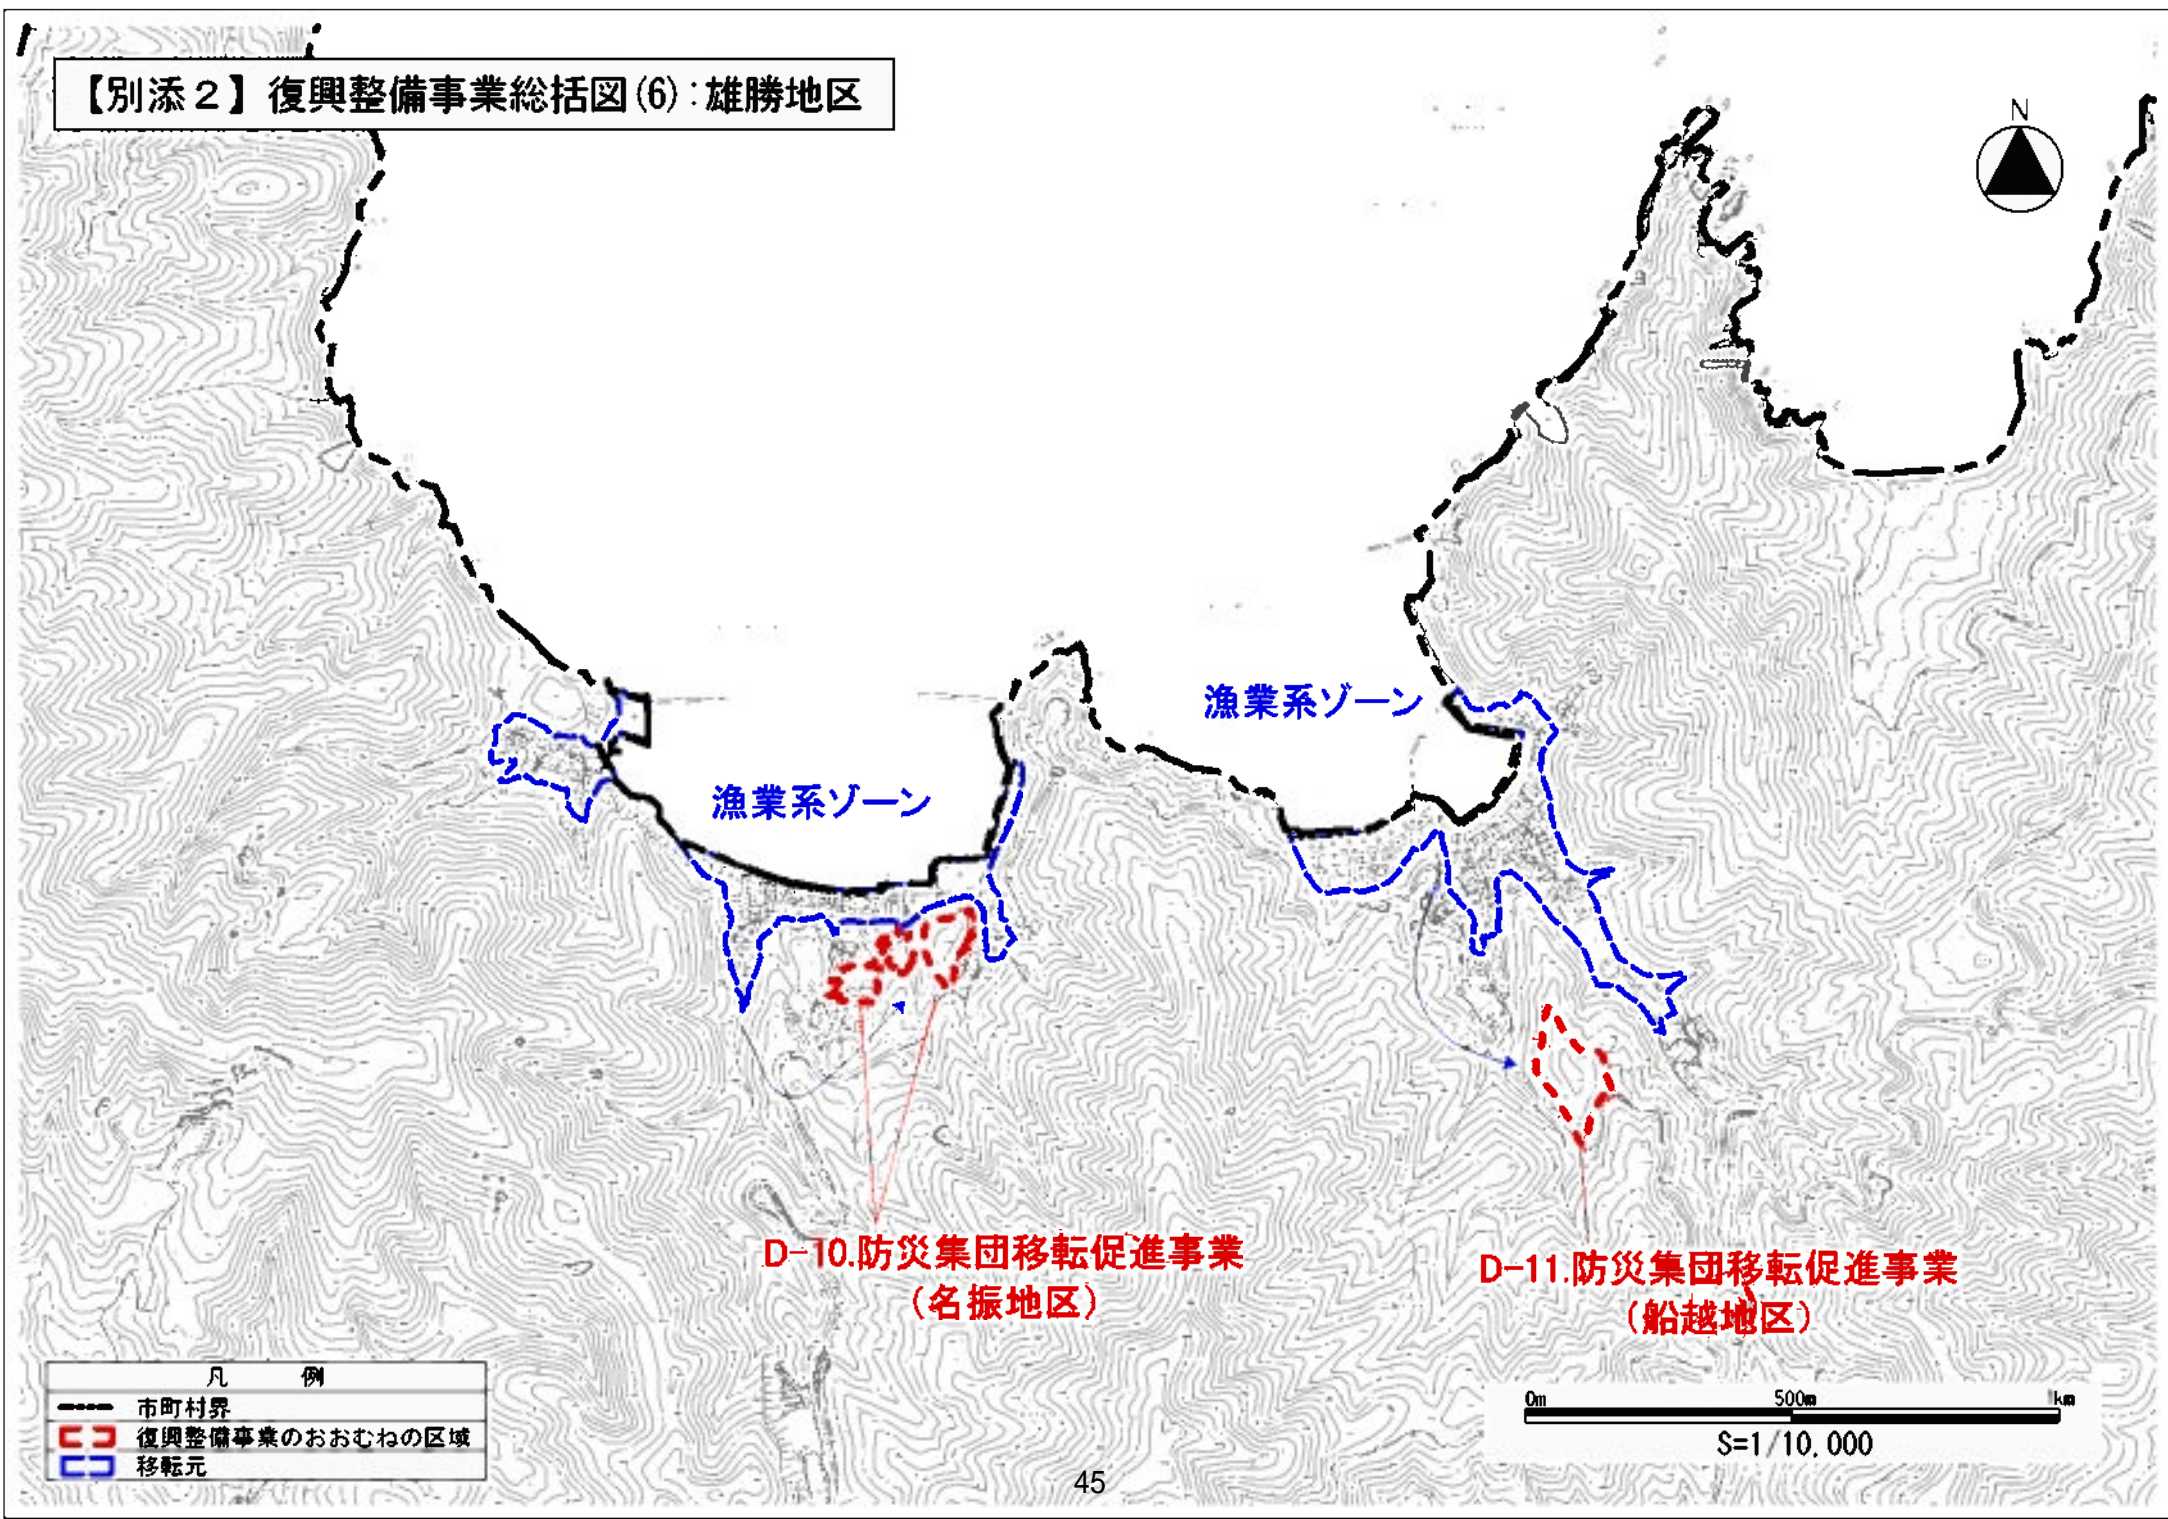 【別添２】復興整備事業総括図(6):雄勝地区
N
漁業系ゾーン
漁業系ゾーン
D-10.防災集団移転促進事業
(名振地区)
D-11.防災集団移転促進事業
(船越地区)
凡　例
市町村界
復興整備事業のおおむねの区域
移転元
0m 500m 1km
S=1/10,000
45